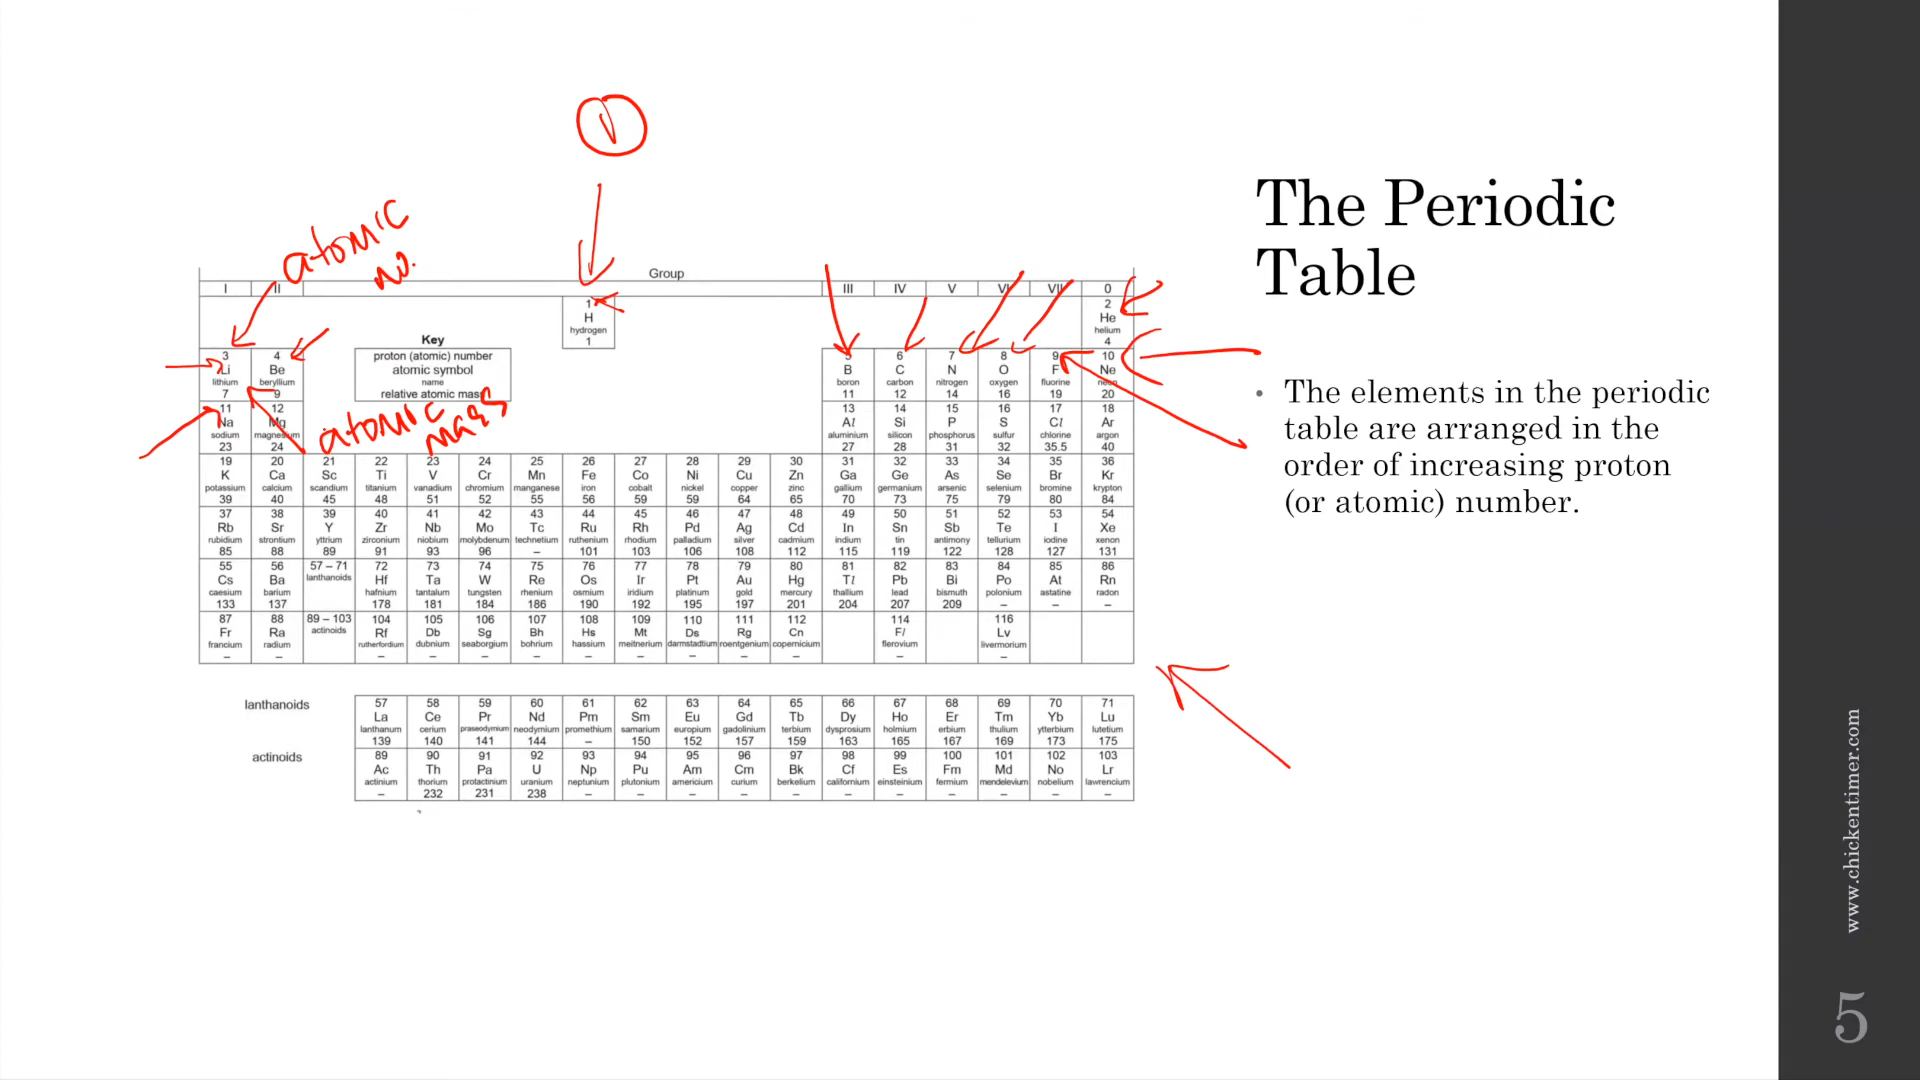 The Periodic
Table
• The elements in the periodic
table are arranged in the
order of increasing proton
(or atomic) number.
www.chickentimer.com
5
1
atomic
no.
atomic
mass
Group
I II III IV V VI VII 0
1 2
H He
hydrogen helium
1 4
Key
proton (atomic) number
atomic symbol
name
relative atomic mass
3 4 5 6 7 8 9 10
Li Be B C N O F Ne
lithium beryllium boron carbon nitrogen oxygen fluorine neon
7 9 11 12 14 16 19 20
11 12 13 14 15 16 17 18
Na Mg Al Si P S Cl Ar
sodium magnesium aluminium silicon phosphorus sulfur chlorine argon
23 24 27 28 31 32 35.5 40
19 20 21 22 23 24 25 26 27 28 29 30 31 32 33 34 35 36
K Ca Sc Ti V Cr Mn Fe Co Ni Cu Zn Ga Ge As Se Br Kr
potassium calcium scandium titanium vanadium chromium manganese iron cobalt nickel copper zinc gallium germanium arsenic selenium bromine krypton
39 40 45 48 51 52 55 56 59 59 64 65 70 73 75 79 80 84
37 38 39 40 41 42 43 44 45 46 47 48 49 50 51 52 53 54
Rb Sr Y Zr Nb Mo Tc Ru Rh Pd Ag Cd In Sn Sb Te I Xe
rubidium strontium yttrium zirconium niobium molybdenum technetium ruthenium rhodium palladium silver cadmium indium tin antimony tellurium iodine xenon
85 88 89 91 93 96 – 101 103 106 108 112 115 119 122 128 127 131
55 56 57 – 71 72 73 74 75 76 77 78 79 80 81 82 83 84 85 86
Cs Ba lanthanoids Hf Ta W Re Os Ir Pt Au Hg Tl Pb Bi Po At Rn
caesium barium hafnium tantalum tungsten rhenium osmium iridium platinum gold mercury thallium lead bismuth polonium astatine radon
133 137 178 181 184 186 190 192 195 197 201 204 207 209 – – –
87 88 89 – 103 104 105 106 107 108 109 110 111 112 114 116
Fr Ra actinoids Rf Db Sg Bh Hs Mt Ds Rg Cn Fl Lv
francium radium rutherfordium dubnium seaborgium bohrium hassium meitnerium darmstadtium roentgenium copernicium flerovium livermorium
– – – – – – – – – – – – –
lanthanoids
57 58 59 60 61 62 63 64 65 66 67 68 69 70 71
La Ce Pr Nd Pm Sm Eu Gd Tb Dy Ho Er Tm Yb Lu
lanthanum cerium praseodymium neodymium promethium samarium europium gadolinium terbium dysprosium holmium erbium thulium ytterbium lutetium
139 140 141 144 – 150 152 157 159 163 165 167 169 173 175
actinoids
89 90 91 92 93 94 95 96 97 98 99 100 101 102 103
Ac Th Pa U Np Pu Am Cm Bk Cf Es Fm Md No Lr
actinium thorium protactinium uranium neptunium plutonium americium curium berkelium californium einsteinium fermium mendelevium nobelium lawrencium
– 232 231 238 – – – – – – – – – – –